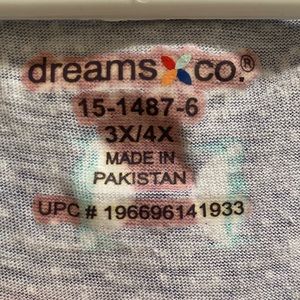 dreams co.®
15-1487-6
3X/4X
MADE IN
PAKISTAN
UPC # 196696141933